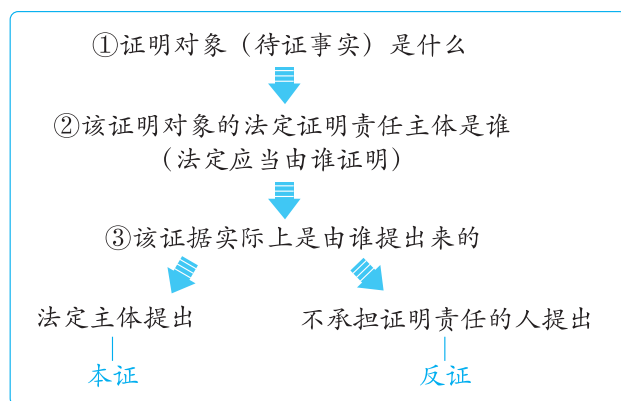 ①证明对象（待证事实）是什么
②该证明对象的法定证明责任主体是谁
（法定应当由谁证明）
③该证据实际上是由谁提出来的
法定主体提出
不承担证明责任的人提出
本证
反证